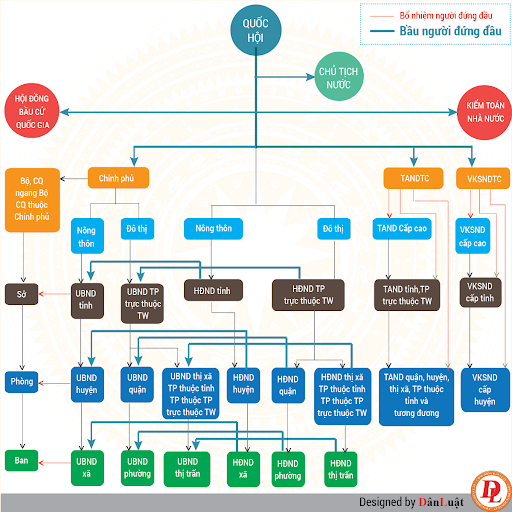 QUỐC
HỘI
Bổ nhiệm người đứng đầu
Bầu người đứng đầu
CHỦ TỊCH
NƯỚC
HỘI ĐỒNG
BẦU CỬ
QUỐC GIA
KIỂM TOÁN
NHÀ NƯỚC
Bộ, CQ
ngang Bộ
CQ thuộc
Chính phủ
Chính phủ
TANDTC
VKSNDTC
Nông
thôn
Đô thị
Nông thôn
Đô thị
TAND Cấp cao
VKSND
cấp cao
Sở
UBND
tỉnh
UBND TP
trực thuộc
TW
HĐND tỉnh
HĐND TP
trực thuộc TW
TAND tỉnh,TP
trực thuộc TW
VKSND
cấp tỉnh
Phòng
UBND
huyện
UBND
quận
UBND thị xã
TP thuộc tỉnh
TP thuộc TP
trực thuộc TW
HĐND
huyện
HĐND
quận
HĐND thị xã
TP thuộc tỉnh
TP thuộc TP
trực thuộc TW
TAND quận, huyện,
thị xã, TP thuộc
tỉnh và
tương đương
VKSND
cấp
huyện
Ban
UBND
xã
UBND
phường
UBND
thị trấn
HĐND
xã
HĐND
phường
HĐND
thị trấn
Designed by DânLuật
DL